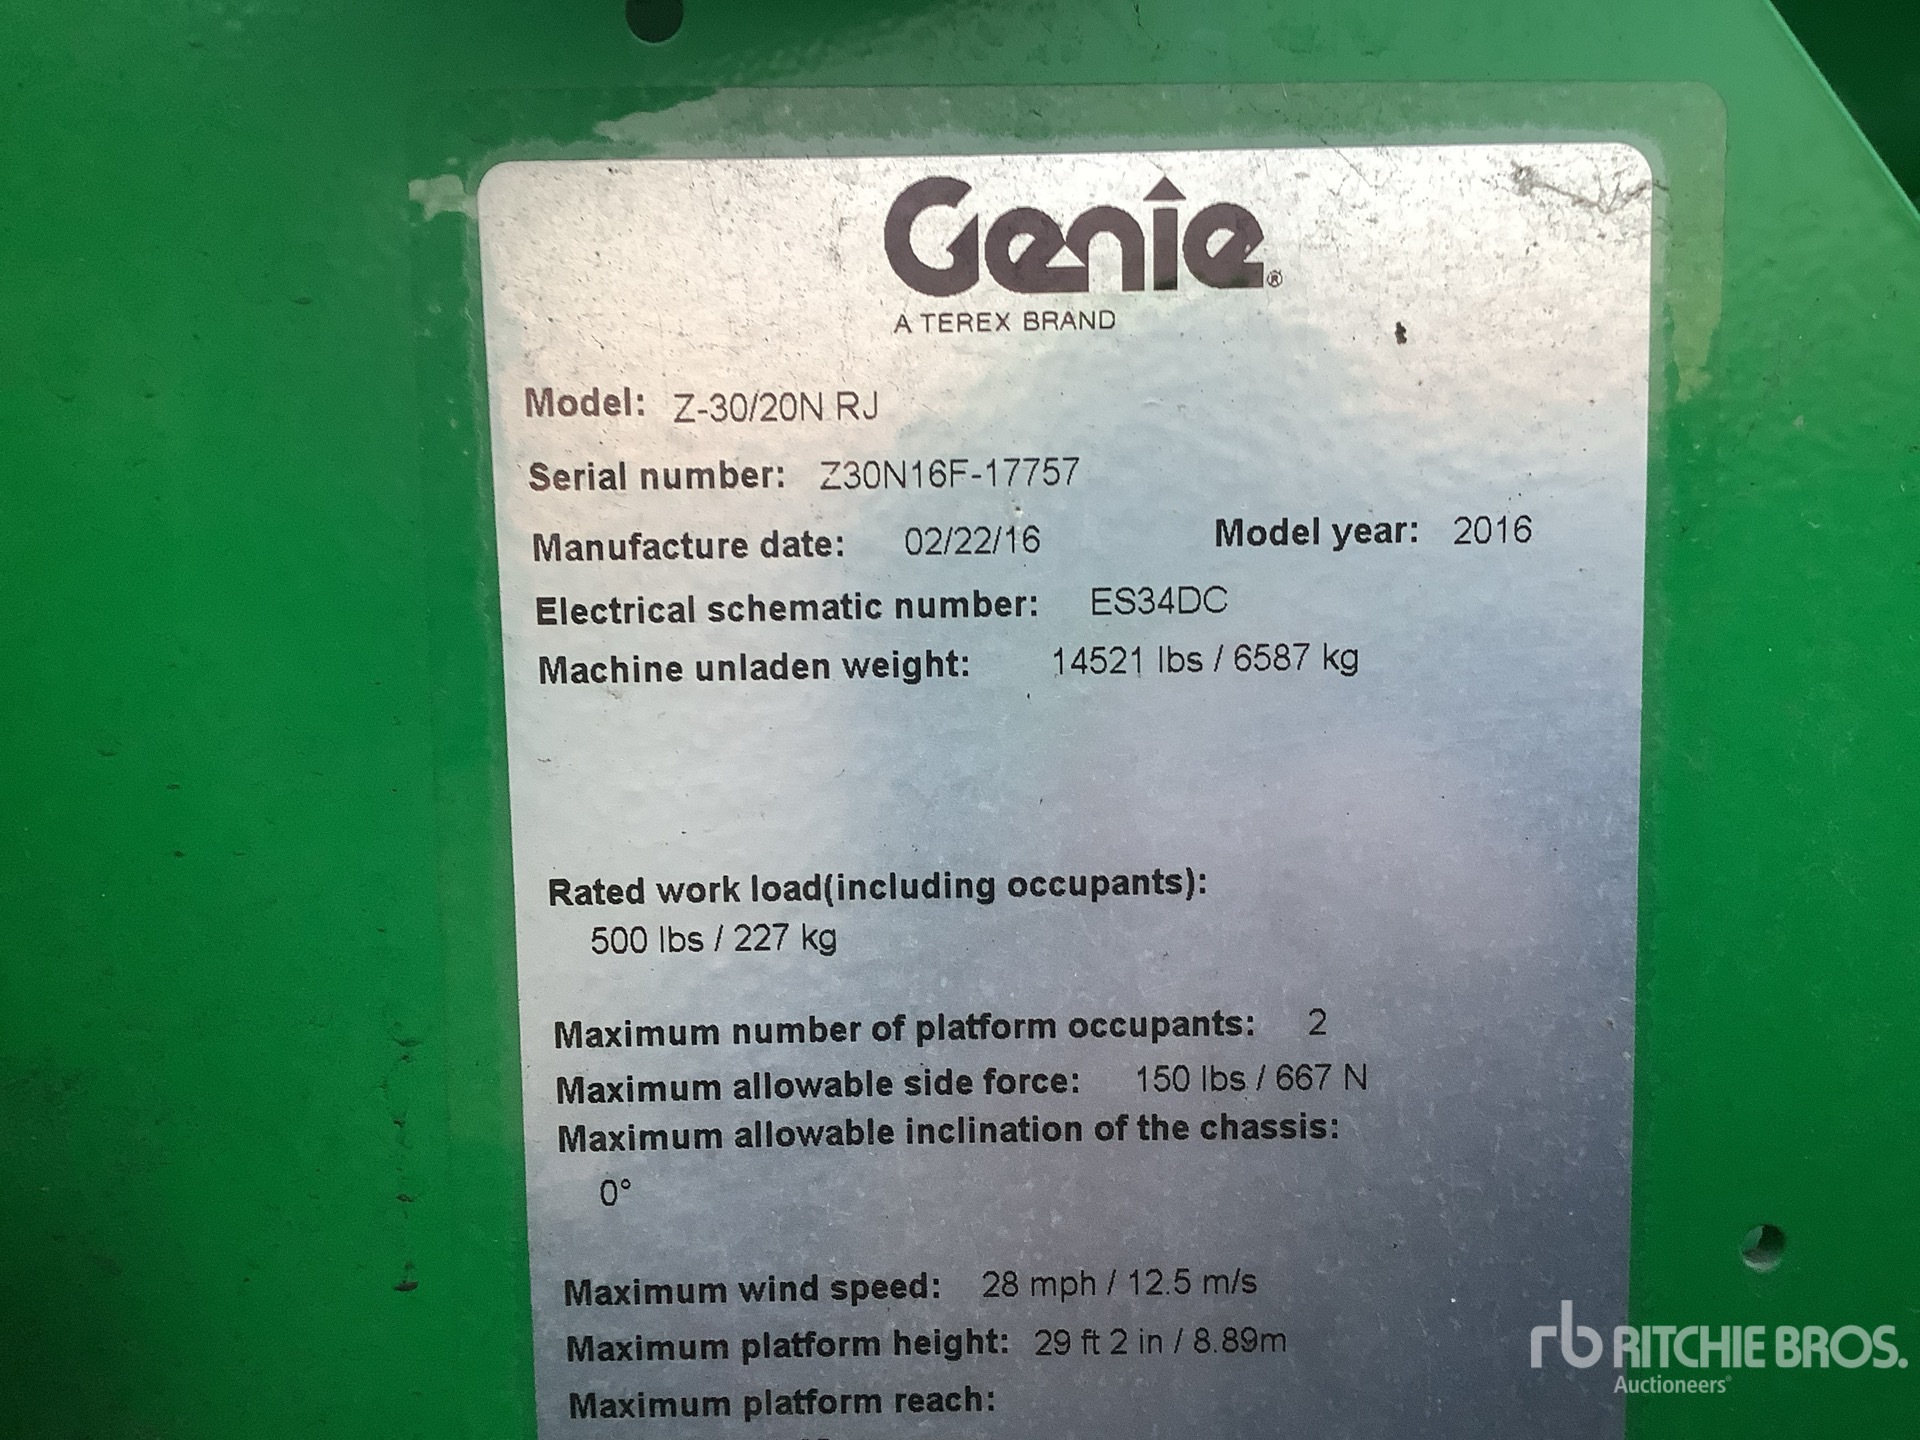 Genie®
A TEREX BRAND
Model: Z-30/20N RJ
Serial number: Z30N16F-17757
Manufacture date: 02/22/16 Model year: 2016
Electrical schematic number: ES34DC
Machine unladen weight: 14521 lbs / 6587 kg
Rated work load(including occupants):
500 lbs / 227 kg
Maximum number of platform occupants: 2
Maximum allowable side force: 150 lbs / 667 N
Maximum allowable inclination of the chassis:
0°
Maximum wind speed: 28 mph / 12.5 m/s
Maximum platform height: 29 ft 2 in / 8.89m
Maximum platform reach:
rb RITCHIE BROS.
Auctioneers®